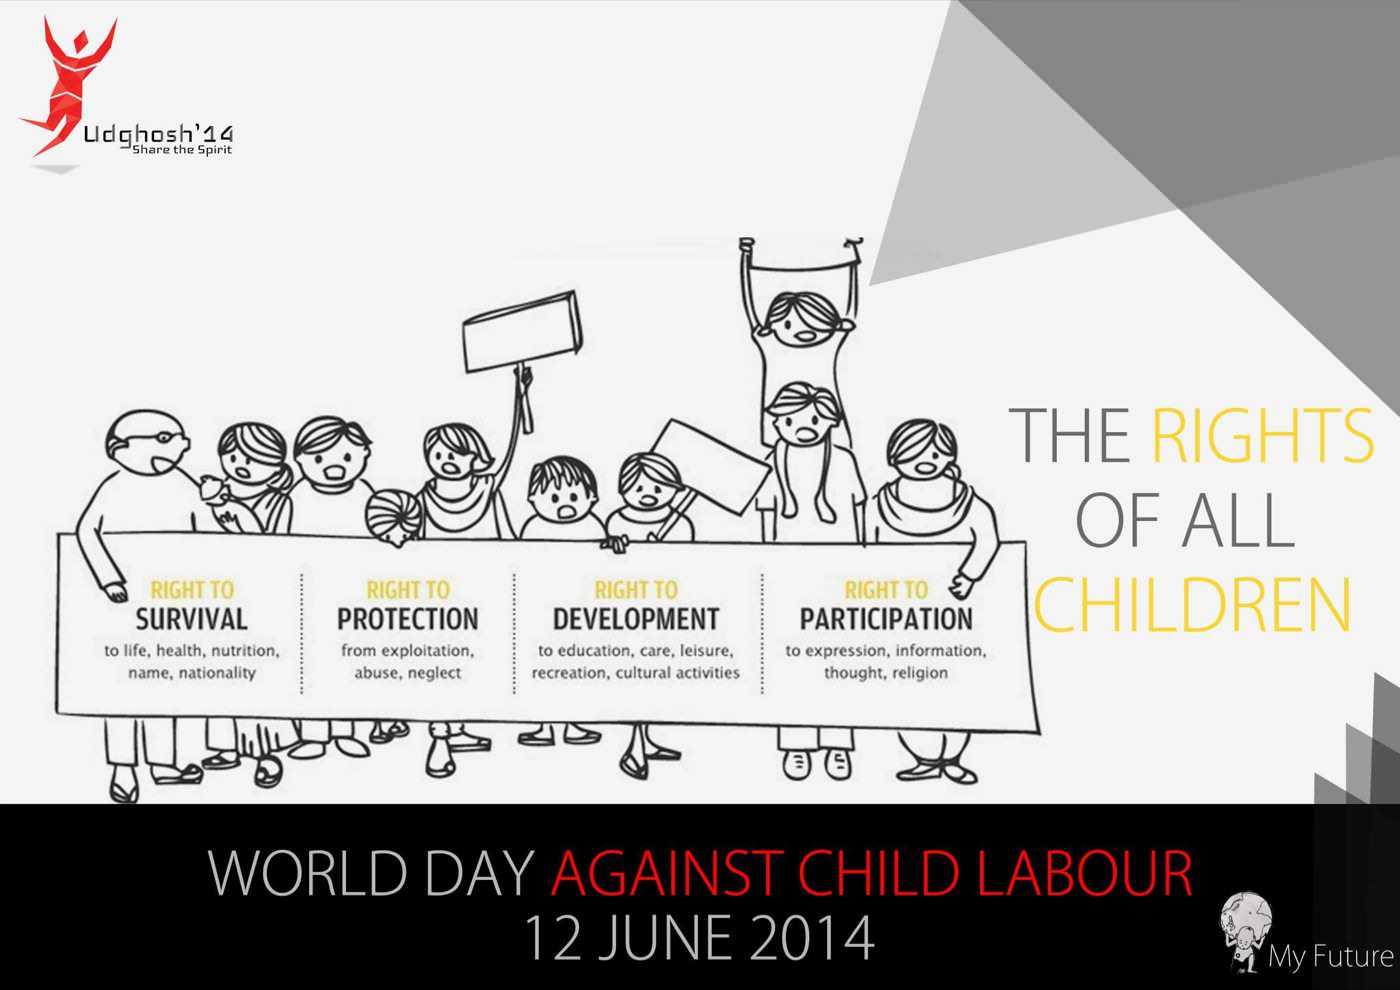 Udghosh'14
Share the Spirit
THE RIGHTS
OF ALL
CHILDREN
RIGHT TO
SURVIVAL
to life, health, nutrition,
name, nationality
RIGHT TO
PROTECTION
from exploitation,
abuse, neglect
RIGHT TO
DEVELOPMENT
to education, care, leisure,
recreation, cultural activities
RIGHT TO
PARTICIPATION
to expression, information,
thought, religion
WORLD DAY AGAINST CHILD LABOUR
12 JUNE 2014
My Future